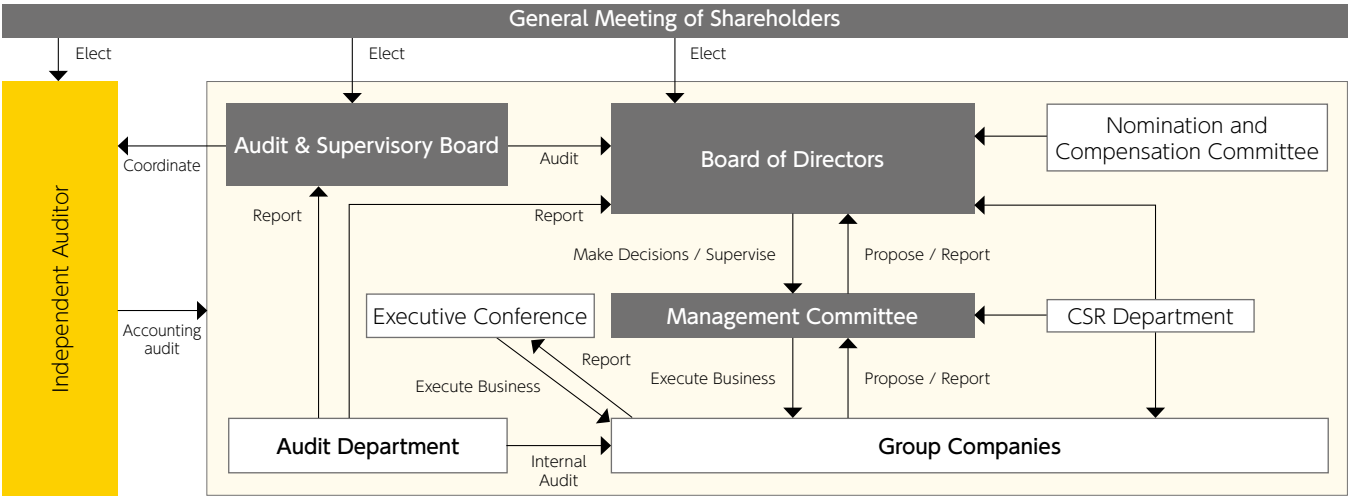 General Meeting of Shareholders
Elect
Elect
Elect
Independent Auditor
Audit & Supervisory Board
Board of Directors
Nomination and
Compensation Committee
Coordinate
Audit
Report
Report
Make Decisions / Supervise
Propose / Report
Accounting
audit
Executive Conference
Management Committee
CSR Department
Report
Execute Business
Execute Business
Propose / Report
Audit Department
Internal
Audit
Group Companies